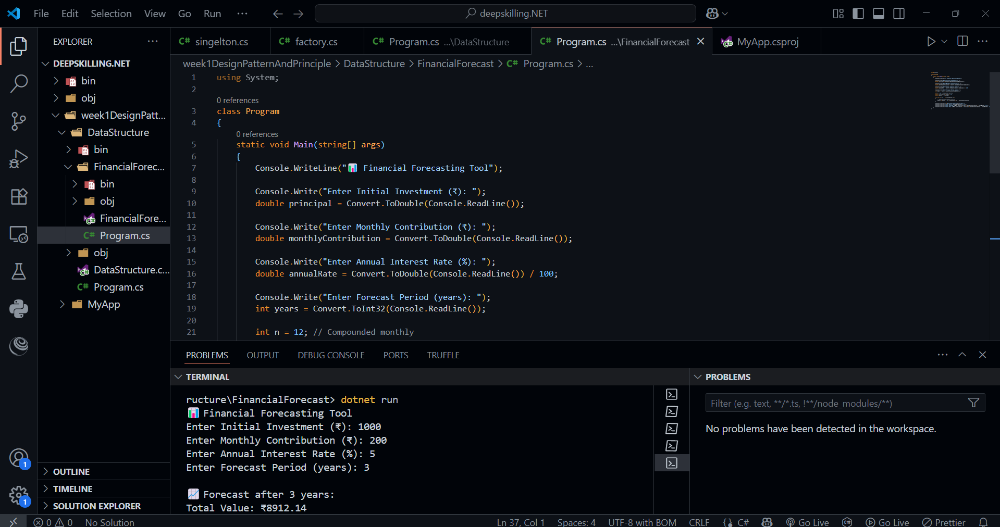 File Edit Selection View Go Run ··· deepskilling.NET
EXPLORER ···
DEEPSKILLING.NET
bin
obj
week1DesignPatt...
DataStructure
bin
FinancialForec...
bin
obj
FinancialFore...
C# Program.cs
obj
DataStructure.c...
C# Program.cs
MyApp
OUTLINE
TIMELINE
SOLUTION EXPLORER
C# singelton.cs C# factory.cs C# Program.cs ...\DataStructure C# Program.cs ...\FinancialForecast MyApp.csproj
week1DesignPatternAndPrinciple > DataStructure > FinancialForecast > C# Program.cs > ...
1 using System;
2
0 references
3 class Program
4 {
0 references
5 static void Main(string[] args)
6 {
7 Console.WriteLine("📊 Financial Forecasting Tool");
8
9 Console.Write("Enter Initial Investment (₹): ");
10 double principal = Convert.ToDouble(Console.ReadLine());
11
12 Console.Write("Enter Monthly Contribution (₹): ");
13 double monthlyContribution = Convert.ToDouble(Console.ReadLine());
14
15 Console.Write("Enter Annual Interest Rate (%): ");
16 double annualRate = Convert.ToDouble(Console.ReadLine()) / 100;
17
18 Console.Write("Enter Forecast Period (years): ");
19 int years = Convert.ToInt32(Console.ReadLine());
20
21 int n = 12; // Compounded monthly
PROBLEMS OUTPUT DEBUG CONSOLE PORTS TRUFFLE
TERMINAL
ructure\FinancialForecast> dotnet run
📊 Financial Forecasting Tool
Enter Initial Investment (₹): 1000
Enter Monthly Contribution (₹): 200
Enter Annual Interest Rate (%): 5
Enter Forecast Period (years): 3
📈 Forecast after 3 years:
Total Value: ₹8912.14
PROBLEMS
Filter (e.g. text, **/*.ts, !**/node_modules/**)
No problems have been detected in the workspace.
1
1
0 0 No Solution Ln 37, Col 1 Spaces: 4 UTF-8 with BOM CRLF {} C# Go Live Go Live Prettier